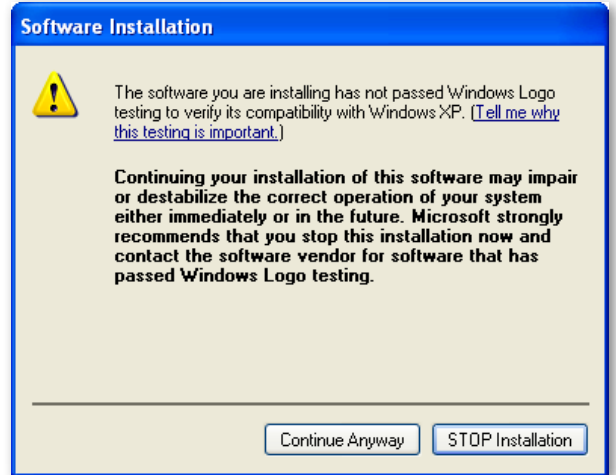 Software Installation
The software you are installing has not passed Windows Logo
testing to verify its compatibility with Windows XP. (Tell me why
this testing is important.)
Continuing your installation of this software may impair
or destabilize the correct operation of your system
either immediately or in the future. Microsoft strongly
recommends that you stop this installation now and
contact the software vendor for software that has
passed Windows Logo testing.
Continue Anyway
STOP Installation